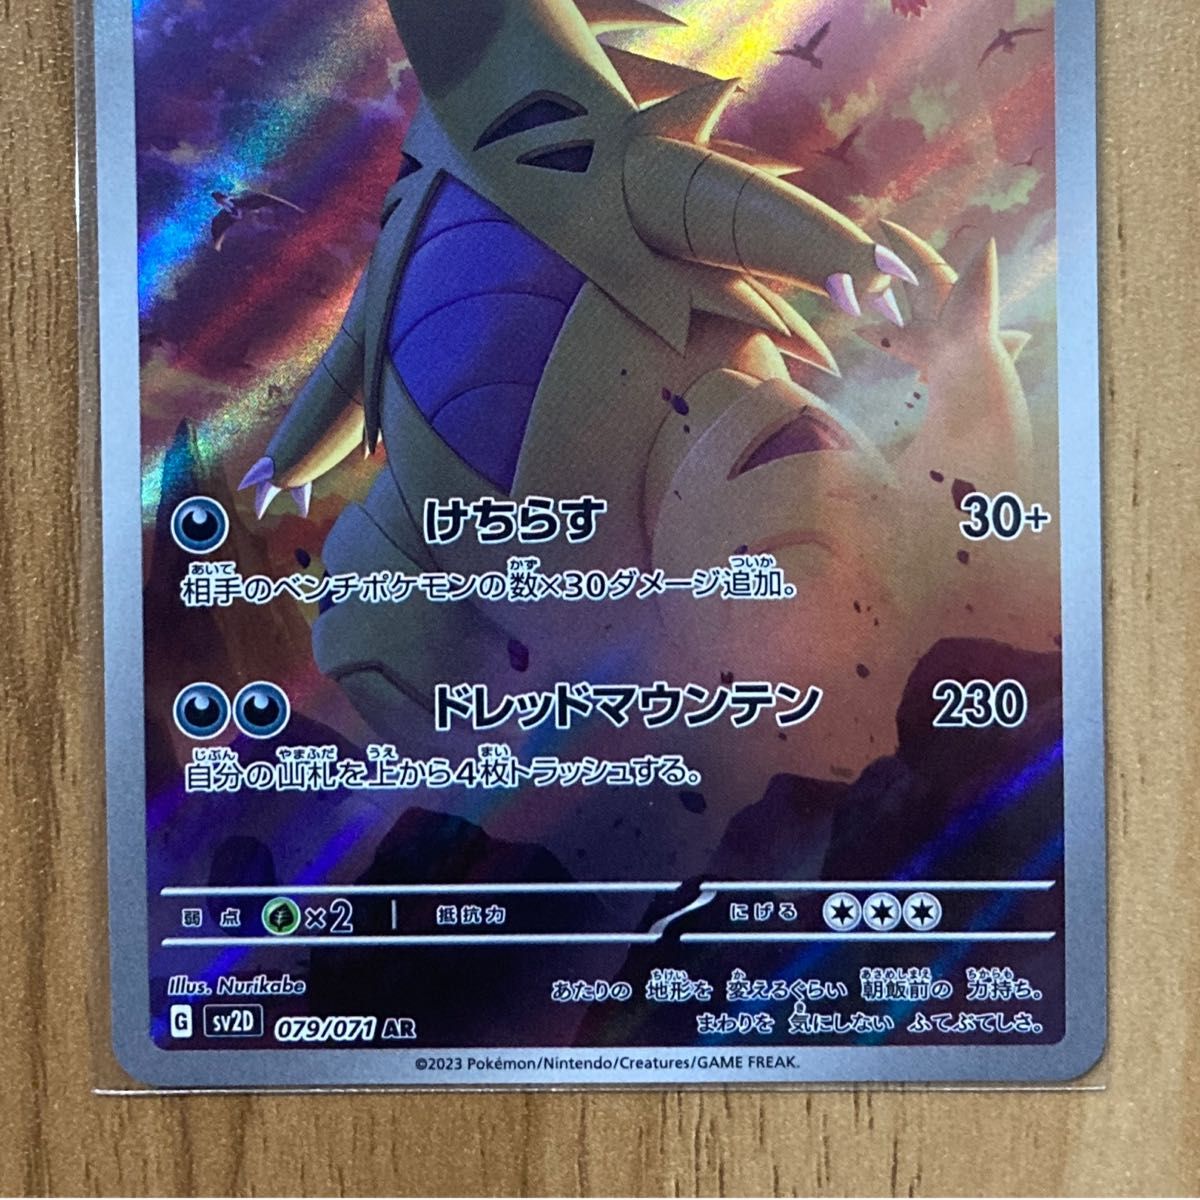 けちらす 30+
相手のベンチポケモンの数×30ダメージ追加。
ドレッドマウンテン 230
自分の山札を上から4枚トラッシュする。
弱点 ×2 抵抗力 にげる
Illus. Nurikabe
あたりの 地形を 変えるぐらい 朝飯前の 力持ち。
まわりを 気にしない ふてぶてしさ。
G sv2D 079/071 AR
©2023 Pokémon/Nintendo/Creatures/GAME FREAK.